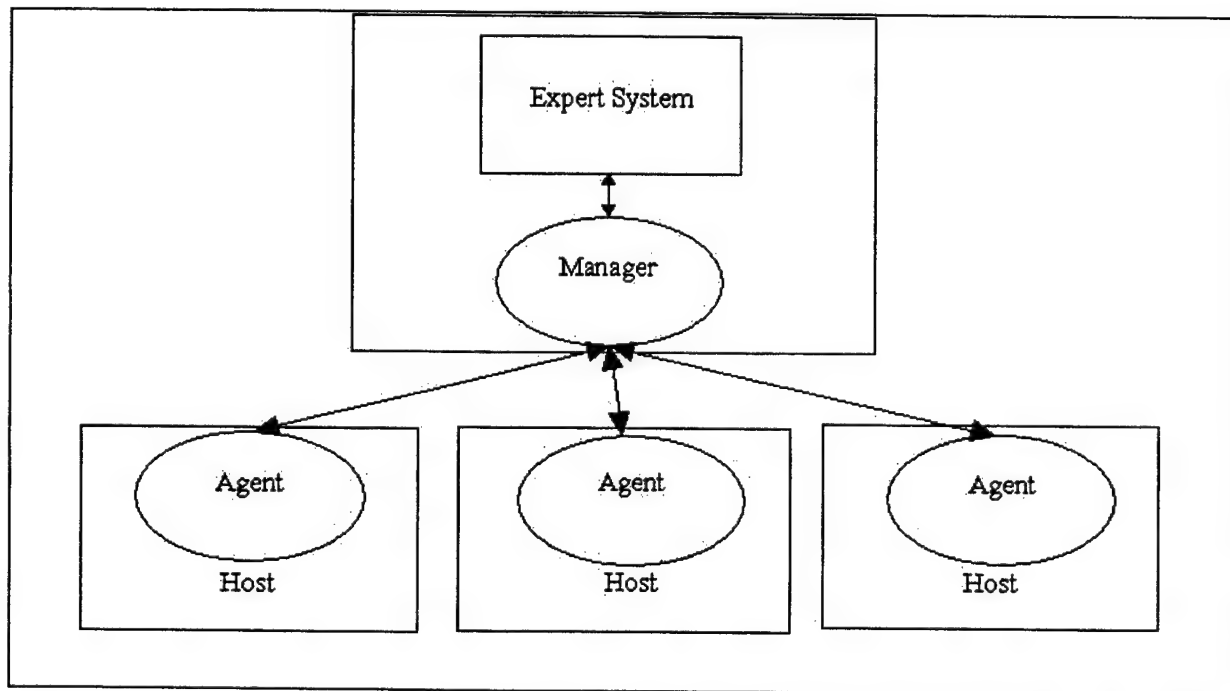 Expert System
Manager
Agent
Agent
Agent
Host
Host
Host